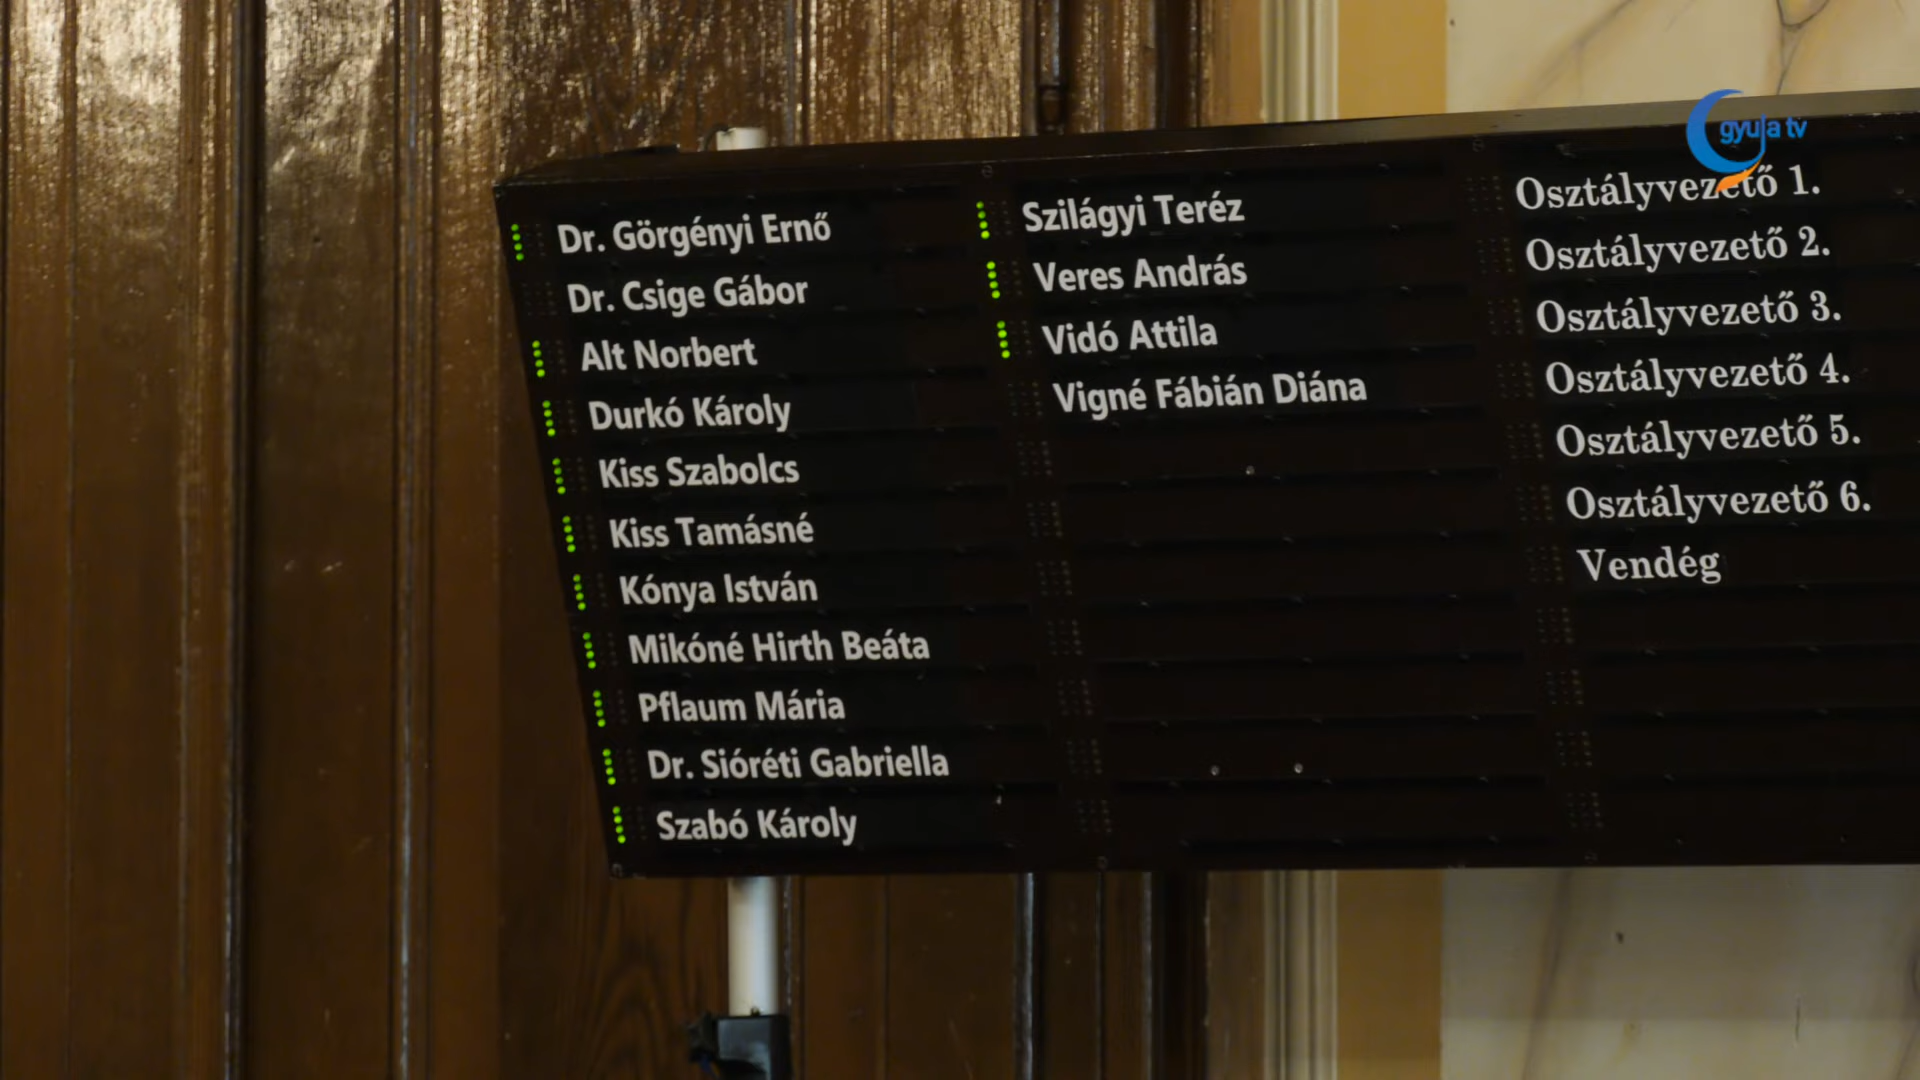 gyula tv
Dr. Görgényi Ernő
Dr. Csige Gábor
Alt Norbert
Durkó Károly
Kiss Szabolcs
Kiss Tamásné
Kónya István
Mikóné Hirth Beáta
Pflaum Mária
Dr. Sióréti Gabriella
Szabó Károly
Szilágyi Teréz
Veres András
Vidó Attila
Vigné Fábián Diána
Osztályvezető 1.
Osztályvezető 2.
Osztályvezető 3.
Osztályvezető 4.
Osztályvezető 5.
Osztályvezető 6.
Vendég